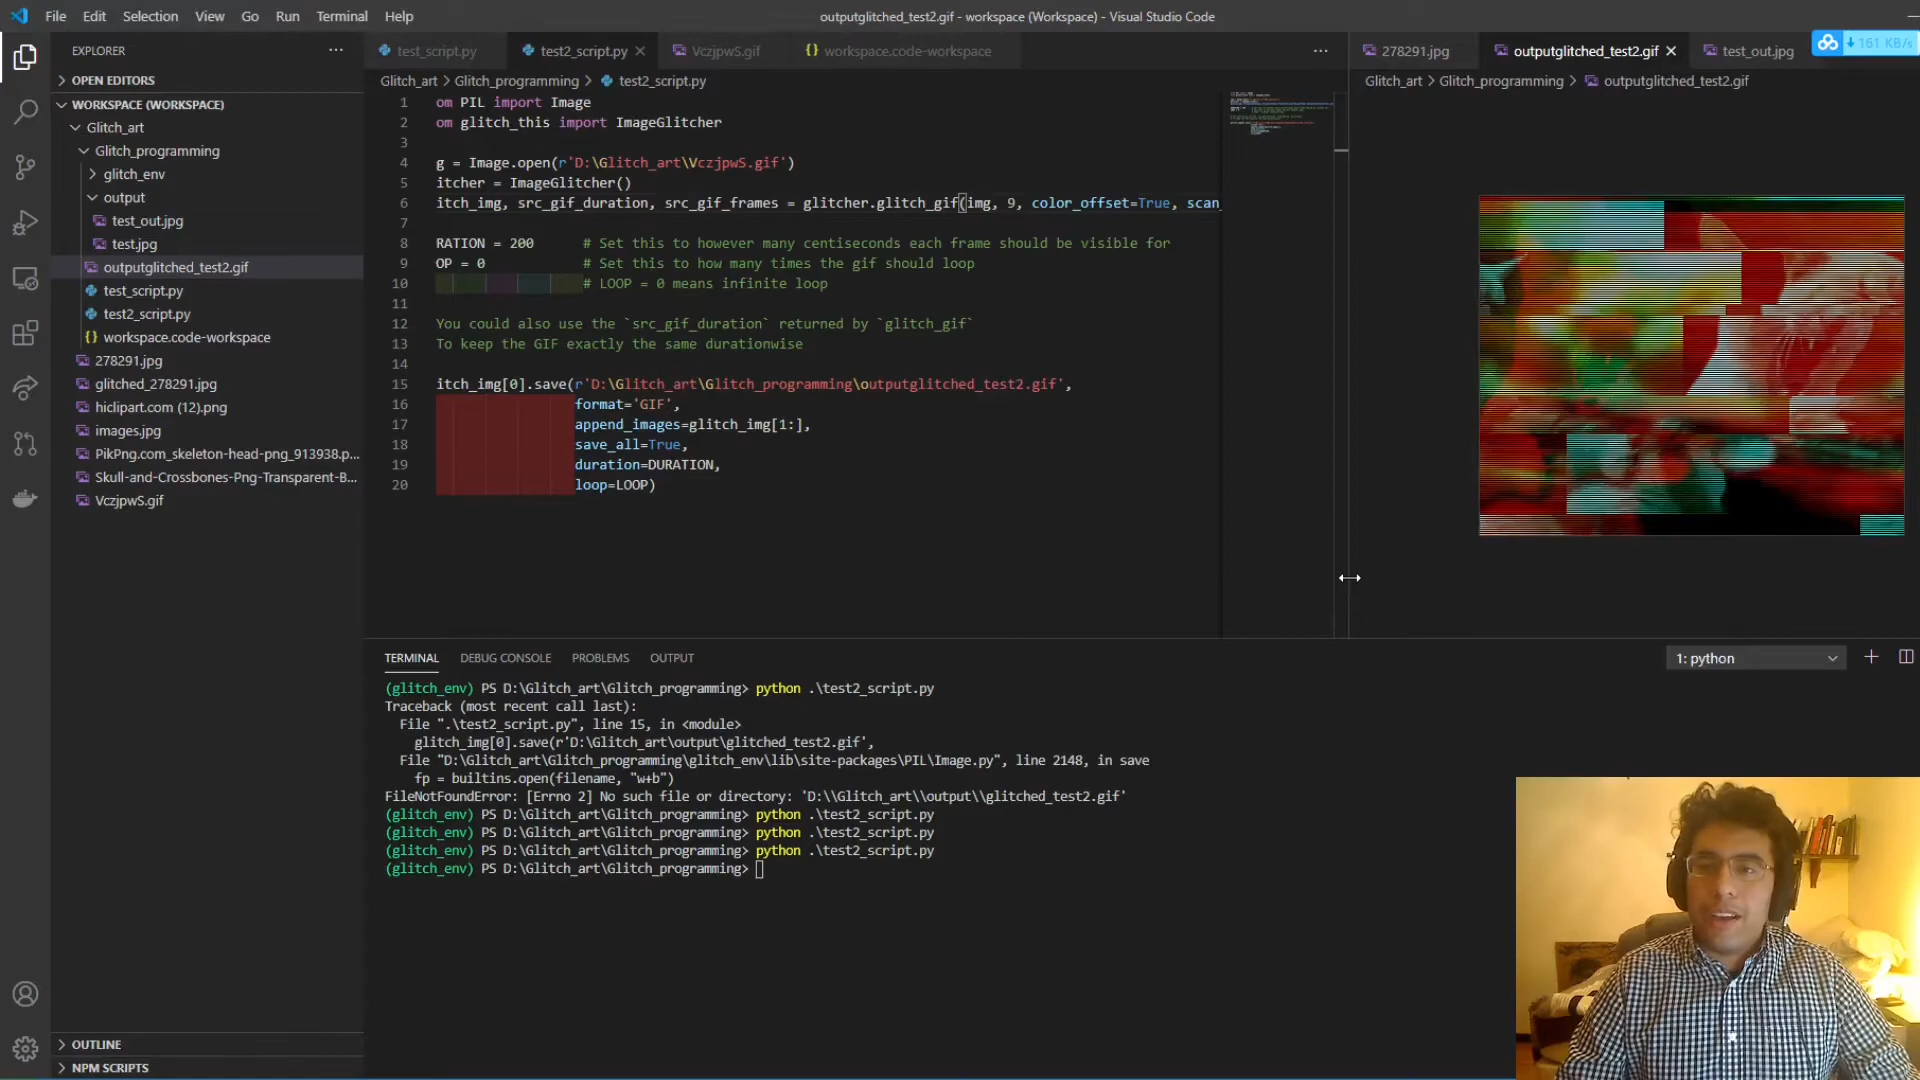 File Edit Selection View Go Run Terminal Help
outputglitched_test2.gif - workspace (Workspace) - Visual Studio Code
EXPLORER
OPEN EDITORS
WORKSPACE (WORKSPACE)
Glitch_art
Glitch_programming
glitch_env
output
test_out.jpg
test.jpg
outputglitched_test2.gif
test_script.py
test2_script.py
workspace.code-workspace
278291.jpg
glitched_278291.jpg
hiclipart.com (12).png
images.jpg
PikPng.com_skeleton-head-png_913938.p...
Skull-and-Crossbones-Png-Transparent-B...
VczjpwS.gif
OUTLINE
NPM SCRIPTS
test_script.py test2_script.py VczjpwS.gif workspace.code-workspace
Glitch_art > Glitch_programming > test2_script.py
1 om PIL import Image
2 om glitch_this import ImageGlitcher
3
4 g = Image.open(r'D:\Glitch_art\VczjpwS.gif')
5 itcher = ImageGlitcher()
6 itch_img, src_gif_duration, src_gif_frames = glitcher.glitch_gif(img, 9, color_offset=True, scan_
7
8 RATION = 200 # Set this to however many centiseconds each frame should be visible for
9 OP = 0 # Set this to how many times the gif should loop
10 # LOOP = 0 means infinite loop
11
12 You could also use the `src_gif_duration` returned by `glitch_gif`
13 To keep the GIF exactly the same durationwise
14
15 itch_img[0].save(r'D:\Glitch_art\Glitch_programming\outputglitched_test2.gif',
16 format='GIF',
17 append_images=glitch_img[1:],
18 save_all=True,
19 duration=DURATION,
20 loop=LOOP)
278291.jpg outputglitched_test2.gif test_out.jpg
161 KB/s
Glitch_art > Glitch_programming > outputglitched_test2.gif
TERMINAL DEBUG CONSOLE PROBLEMS OUTPUT
1: python
(glitch_env) PS D:\Glitch_art\Glitch_programming> python .\test2_script.py
Traceback (most recent call last):
File ".\test2_script.py", line 15, in <module>
glitch_img[0].save(r'D:\Glitch_art\output\glitched_test2.gif',
File "D:\Glitch_art\Glitch_programming\glitch_env\lib\site-packages\PIL\Image.py", line 2148, in save
fp = builtins.open(filename, "w+b")
FileNotFoundError: [Errno 2] No such file or directory: 'D:\\Glitch_art\\output\\glitched_test2.gif'
(glitch_env) PS D:\Glitch_art\Glitch_programming> python .\test2_script.py
(glitch_env) PS D:\Glitch_art\Glitch_programming> python .\test2_script.py
(glitch_env) PS D:\Glitch_art\Glitch_programming> python .\test2_script.py
(glitch_env) PS D:\Glitch_art\Glitch_programming>